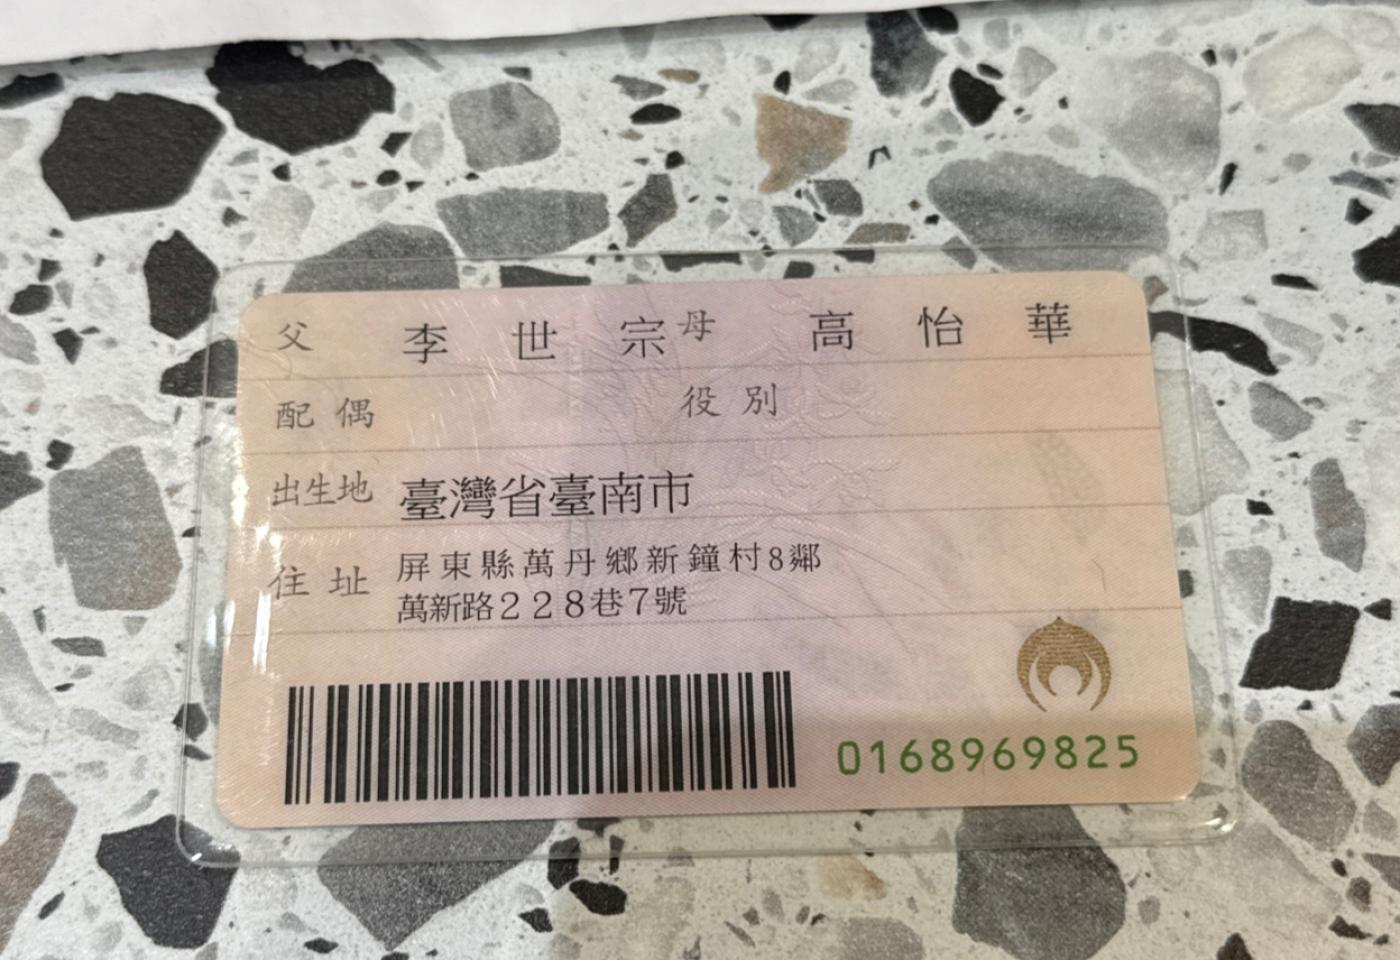 父 李世宗 母 高怡華
配偶 役別
出生地 臺灣省臺南市
住址 屏東縣萬丹鄉新鐘村8鄰
萬新路228巷7號
0168969825